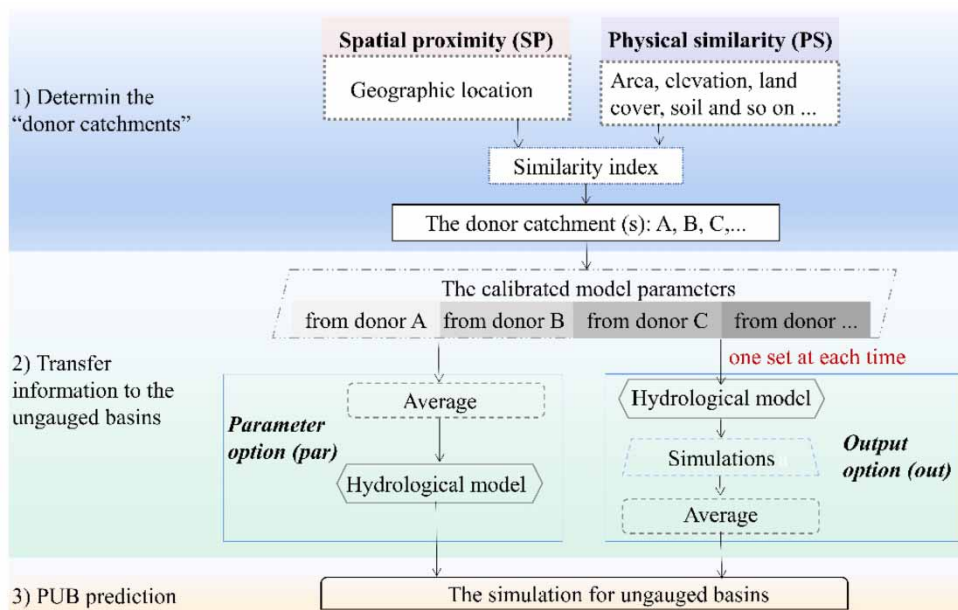 Spatial proximity (SP)
Physical similarity (PS)
Geographic location
Area, elevation, land
cover, soil and so on ...
1) Determin the
“donor catchments”
Similarity index
The donor catchment (s): A, B, C,...
The calibrated model parameters
from donor A
from donor B
from donor C
from donor ...
one set at each time
2) Transfer
information to the
ungauged basins
Parameter
option (par)
Average
Hydrological model
Hydrological model
Simulations
Average
Output
option (out)
3) PUB prediction
The simulation for ungauged basins